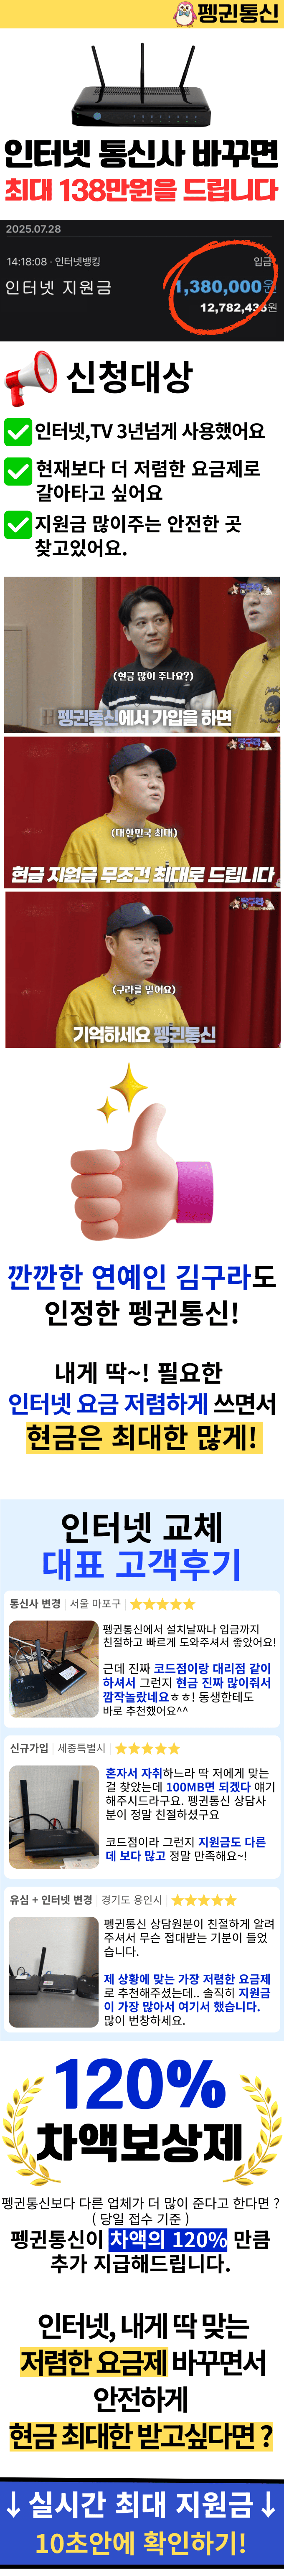 펭귄통신
인터넷 통신사 바꾸면
최대 138만원을 드립니다
2025.07.28
14:18:08 · 인터넷뱅킹
입금
인터넷 지원금
1,380,000원
12,782,436원
신청대상
인터넷,TV 3년넘게 사용했어요
현재보다 더 저렴한 요금제로
갈아타고 싶어요
지원금 많이주는 안전한 곳
찾고있어요.
(현금 많이 주나요?)
펭귄통신에서 가입을 하면
(대한민국 최대)
현금 지원금 무조건 최대로 드립니다
(구라를 믿어요)
기억하세요 펭귄통신
깐깐한 연예인 김구라도
인정한 펭귄통신!
내게 딱~! 필요한
인터넷 요금 저렴하게 쓰면서
현금은 최대한 많게!
인터넷 교체
대표 고객후기
통신사 변경 | 서울 마포구 | ★★★★★
펭귄통신에서 설치날짜나 입금까지
친절하고 빠르게 도와주셔서 좋았어요!
근데 진짜 코드점이랑 대리점 같이
하셔서 그런지 현금 진짜 많이줘서
깜작놀랐네요ㅎㅎ! 동생한테도
바로 추천했어요^^
신규가입 | 세종특별시 | ★★★★★
혼자서 자취하느라 딱 저에게 맞는
걸 찾았는데 100MB면 되겠다 얘기
해주시드라구요. 펭귄통신 상담사
분이 정말 친절하셨구요
코드점이라 그런지 지원금도 다른
데 보다 많고 정말 만족해요~!
유심 + 인터넷 변경 | 경기도 용인시 | ★★★★★
펭귄통신 상담원분이 친절하게 알려
주셔서 무슨 접대받는 기분이 들었
습니다.
제 상황에 맞는 가장 저렴한 요금제
로 추천해주셨는데.. 솔직히 지원금
이 가장 많아서 여기서 했습니다.
많이 번창하세요.
120%
차액보상제
펭귄통신보다 다른 업체가 더 많이 준다고 한다면 ?
( 당일 접수 기준 )
펭귄통신이 차액의 120% 만큼
추가 지급해드립니다.
인터넷, 내게 딱 맞는
저렴한 요금제 바꾸면서
안전하게
현금 최대한 받고싶다면 ?
↓실시간 최대 지원금↓
10초안에 확인하기!